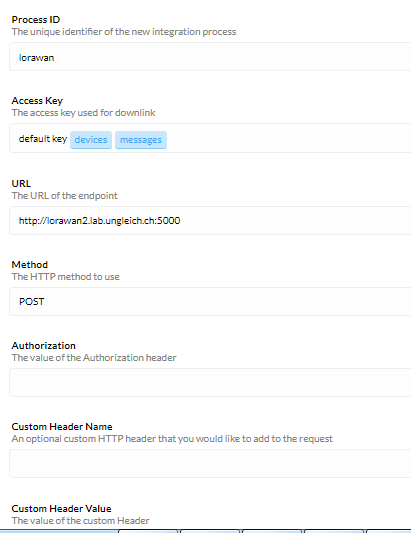 Process ID
The unique identifier of the new integration process
lorawan
Access Key
The access key used for downlink
default key devices messages
URL
The URL of the endpoint
http://lorawan2.lab.ungleich.ch:5000
Method
The HTTP method to use
POST
Authorization
The value of the Authorization header
Custom Header Name
An optional custom HTTP header that you would like to add to the request
Custom Header Value
The value of the custom Header